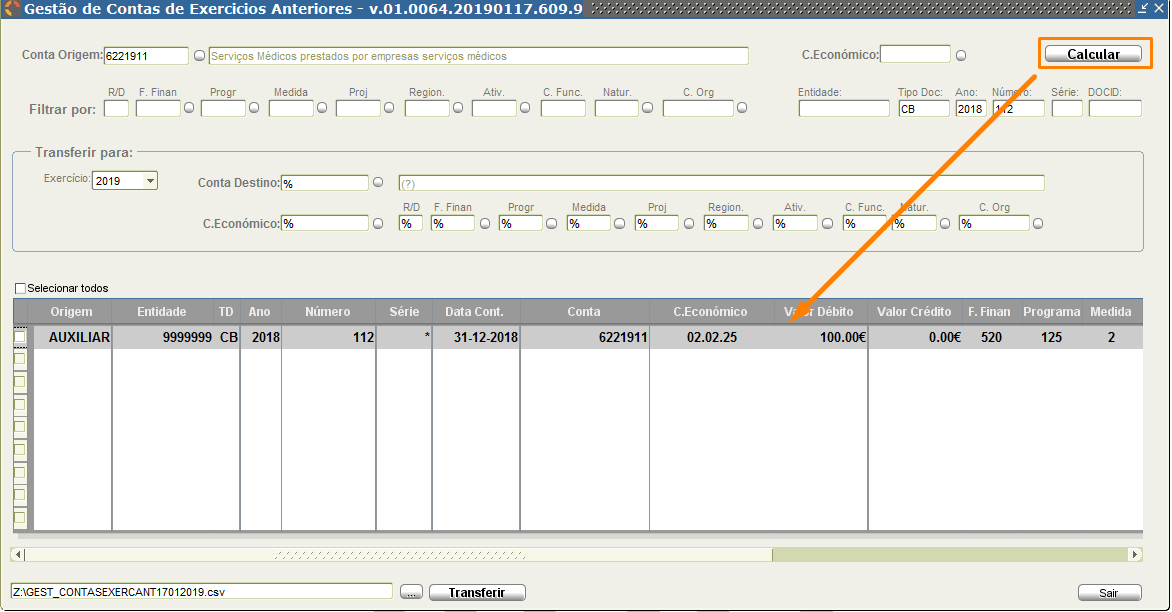 Gestão de Contas de Exercicios Anteriores - v.01.0064.20190117.609.9
Conta Origem: 6221911 Serviços Médicos prestados por empresas serviços médicos C.Económico: Calcular
R/D F. Finan Progr Medida Proj Region. Ativ. C. Func. Natur. C. Org Entidade: Tipo Doc: Ano: Número: Série: DOCID:
Filtrar por: CB 2018 112
Transferir para:
Exercício: 2019 Conta Destino: % (?)
R/D F. Finan Progr Medida Proj Region. Ativ. C. Func. Natur. C. Org
C.Económico: % % % % % % % % % % %
Selecionar todos
Origem Entidade TD Ano Número Série Data Cont. Conta C.Económico Valor Débito Valor Crédito F. Finan Programa Medida
AUXILIAR 9999999 CB 2018 112 * 31-12-2018 6221911 02.02.25 100.00€ 0.00€ 520 125 2
Z:\GEST_CONTASEXERCANT17012019.csv ... Transferir Sair